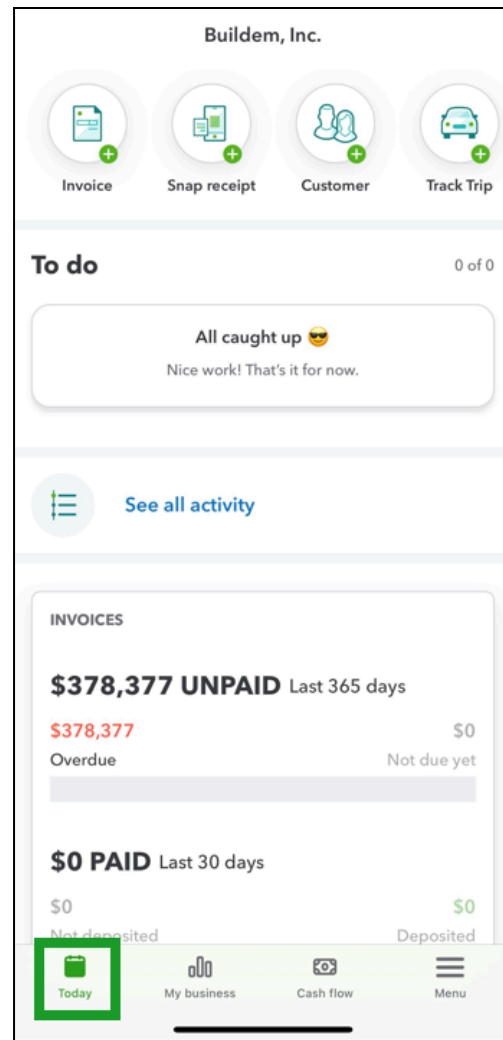 Buildem, Inc.
Invoice Snap receipt Customer Track Trip
To do 0 of 0
All caught up 😎
Nice work! That's it for now.
See all activity
INVOICES
$378,377 UNPAID Last 365 days
$378,377 $0
Overdue Not due yet
$0 PAID Last 30 days
$0 $0
Not deposited Deposited
Today My business Cash flow Menu